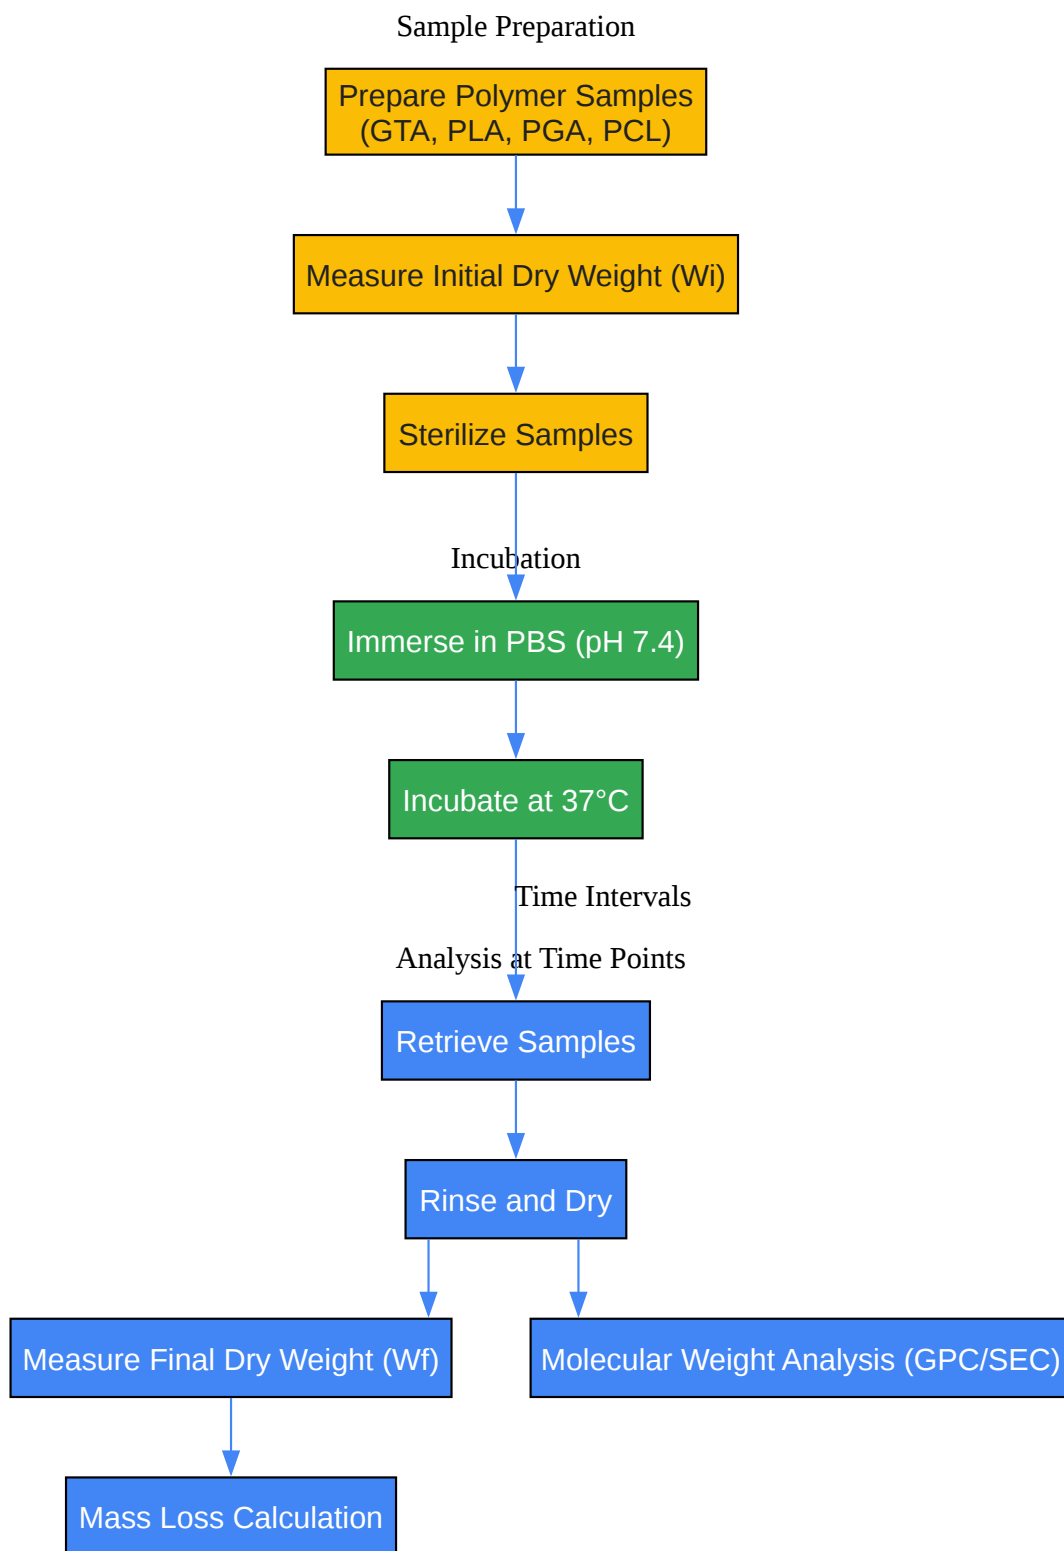 Sample Preparation
Prepare Polymer Samples
(GTA, PLA, PGA, PCL)
Measure Initial Dry Weight (Wi)
Sterilize Samples
Incubation
Immerse in PBS (pH 7.4)
Incubate at 37°C
Time Intervals
Analysis at Time Points
Retrieve Samples
Rinse and Dry
Measure Final Dry Weight (Wf)
Molecular Weight Analysis (GPC/SEC)
Mass Loss Calculation